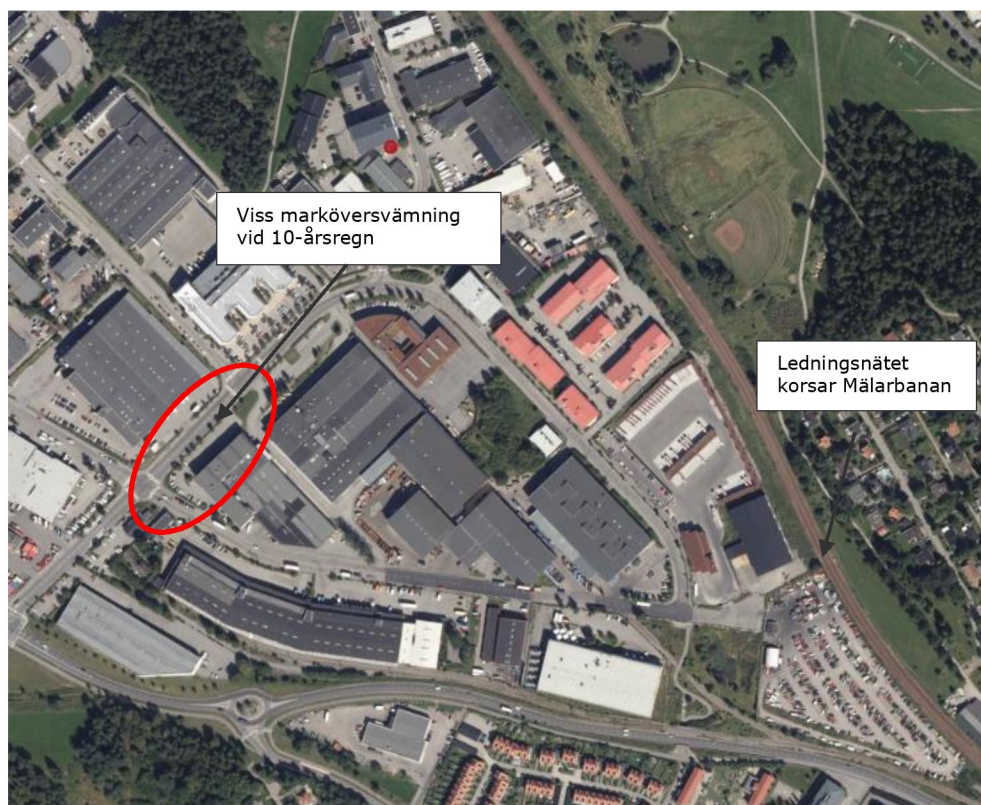 Viss marköversvämning
vid 10-årsregn
Ledningsnätet
korsar Mälarbanan